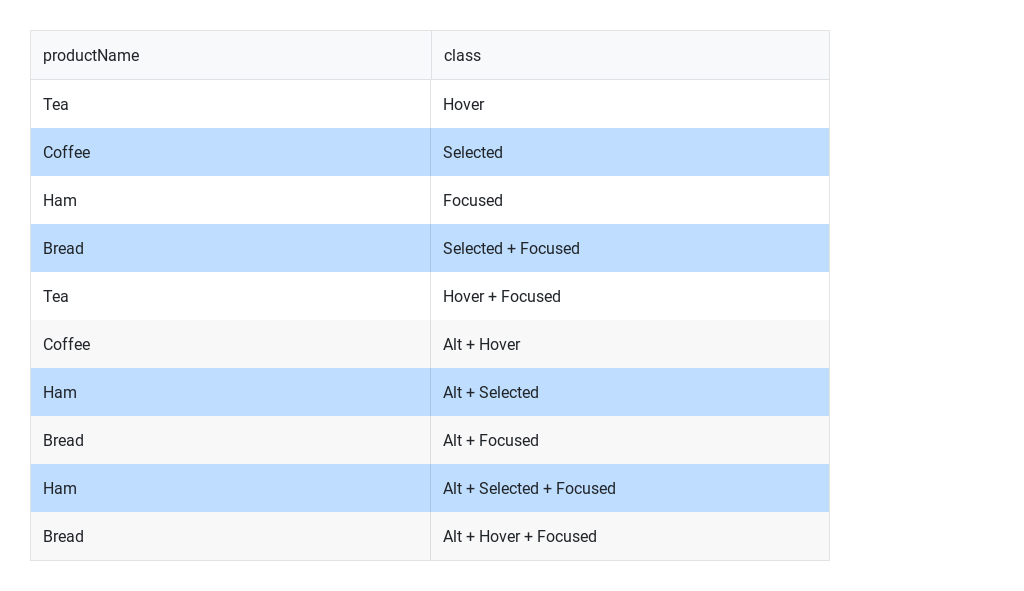 productName class
Tea Hover
Coffee Selected
Ham Focused
Bread Selected + Focused
Tea Hover + Focused
Coffee Alt + Hover
Ham Alt + Selected
Bread Alt + Focused
Ham Alt + Selected + Focused
Bread Alt + Hover + Focused